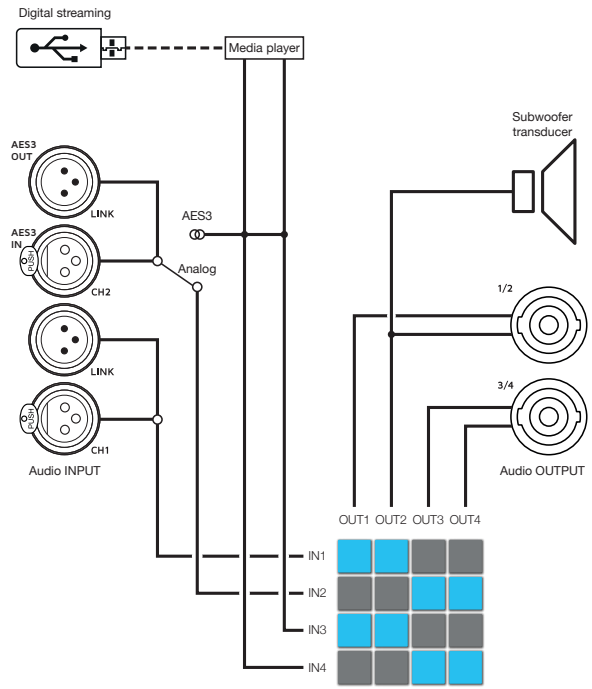 Digital streaming
Media player
AES3
OUT
LINK
AES3
IN
PUSH
CH2
AES3
Analog
LINK
PUSH
CH1
Audio INPUT
Subwoofer
transducer
1/2
3/4
Audio OUTPUT
OUT1 OUT2 OUT3 OUT4
IN1
IN2
IN3
IN4